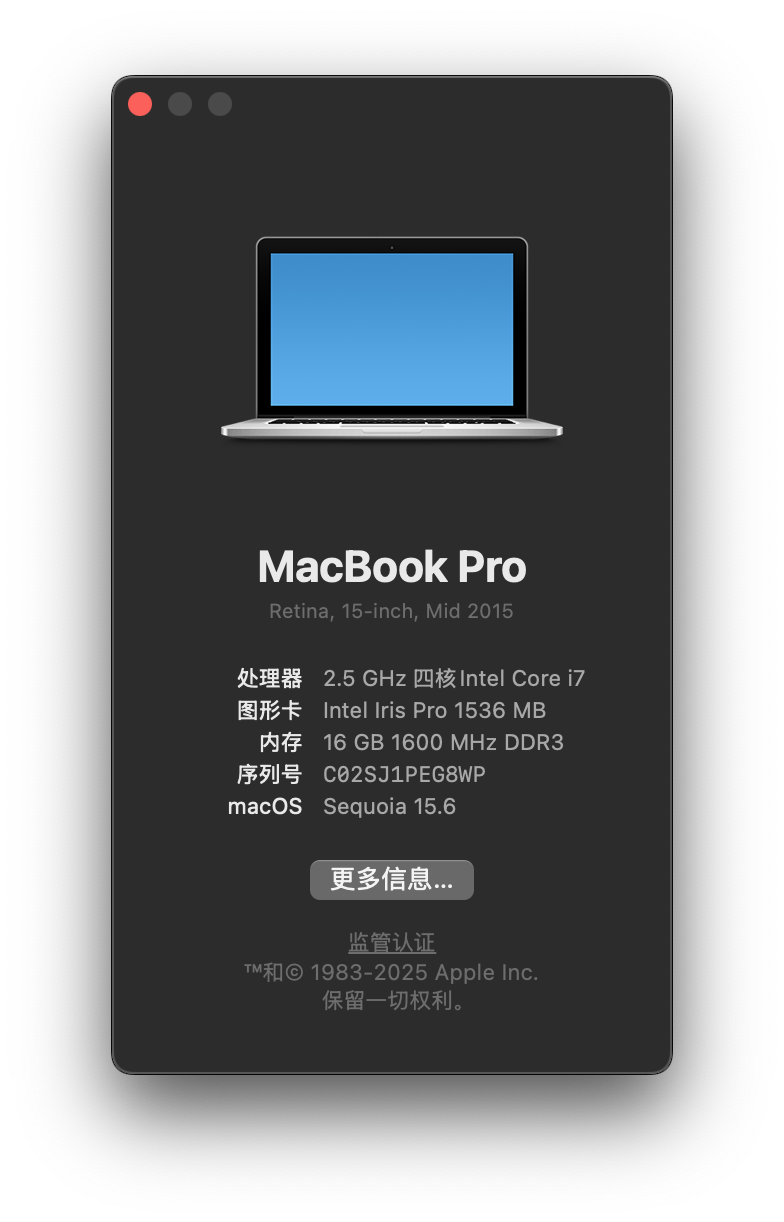 MacBook Pro
Retina, 15-inch, Mid 2015
处理器 2.5 GHz 四核Intel Core i7
图形卡 Intel Iris Pro 1536 MB
内存 16 GB 1600 MHz DDR3
序列号 C02SJ1PEG8WP
macOS Sequoia 15.6
更多信息...
监管认证
™和© 1983-2025 Apple Inc.
保留一切权利。